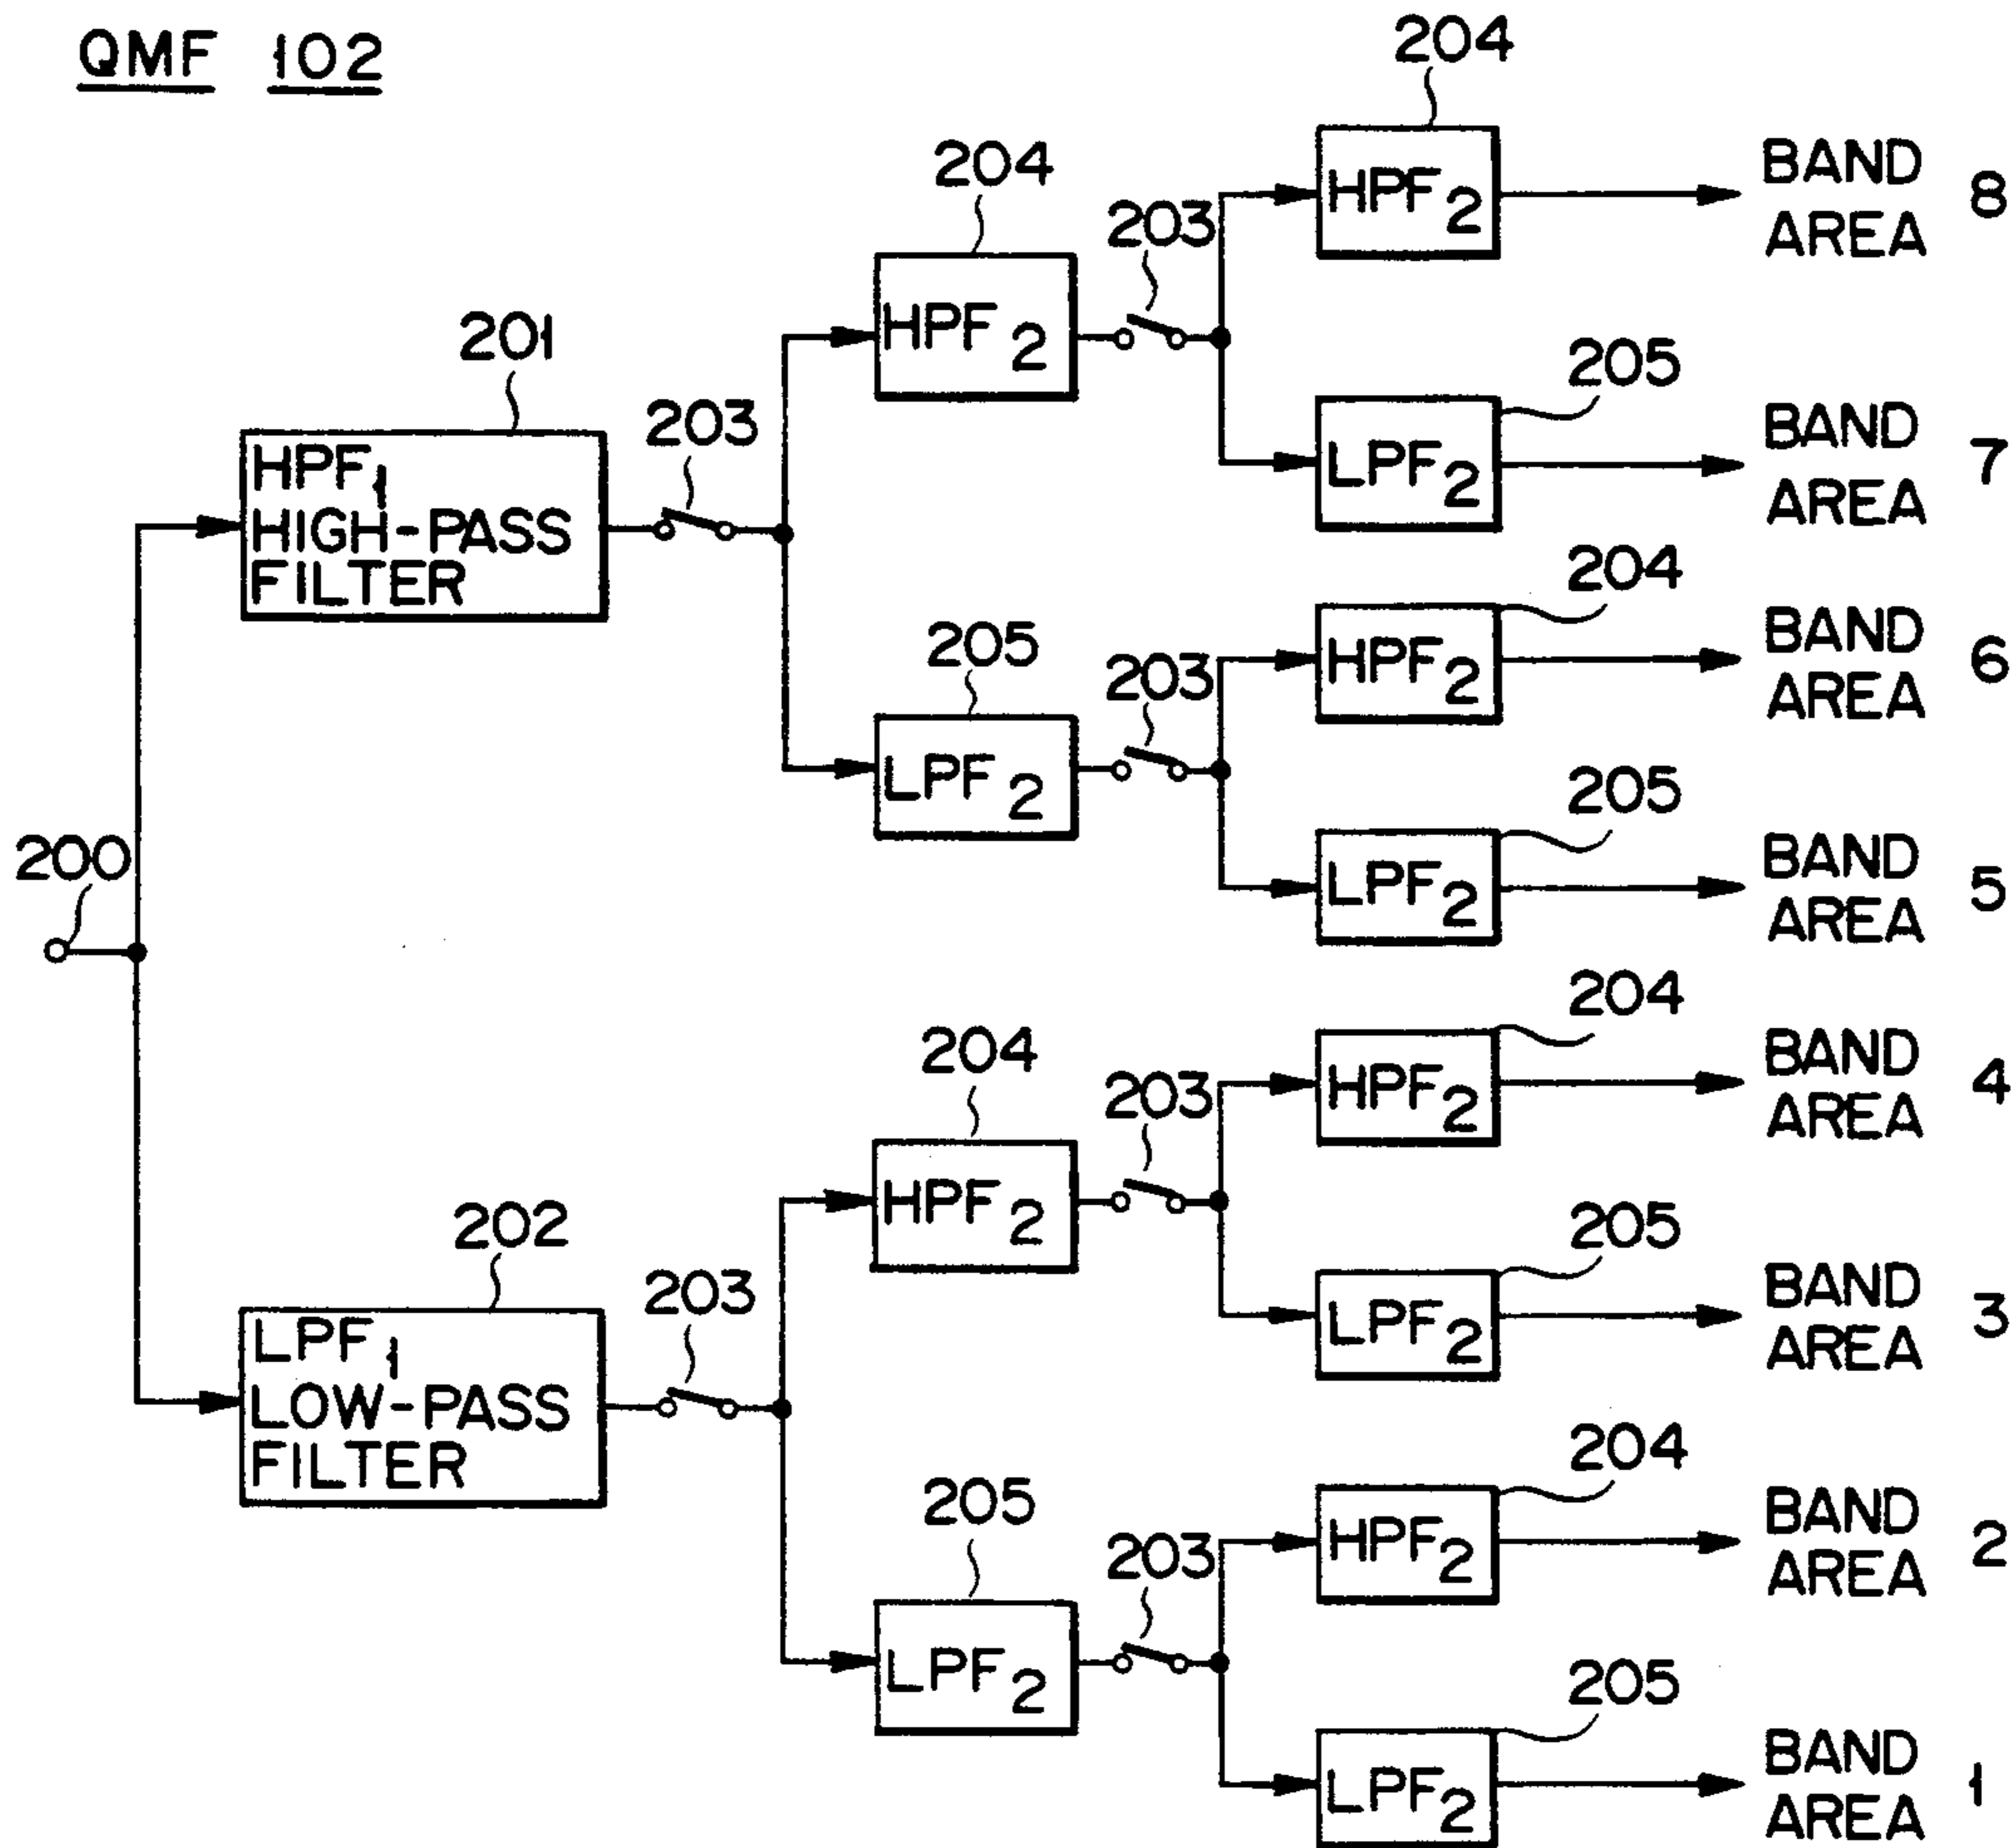 QMF 102
204
HPF2
BAND AREA 8
204
HPF2
203
205
LPF2
BAND AREA 7
201
HPF1
HIGH-PASS
FILTER
203
204
HPF2
BAND AREA 6
205
LPF2
203
205
LPF2
BAND AREA 5
200
204
HPF2
BAND AREA 4
204
HPF2
203
205
LPF2
BAND AREA 3
202
LPF1
LOW-PASS
FILTER
203
204
HPF2
BAND AREA 2
205
LPF2
203
205
LPF2
BAND AREA 1